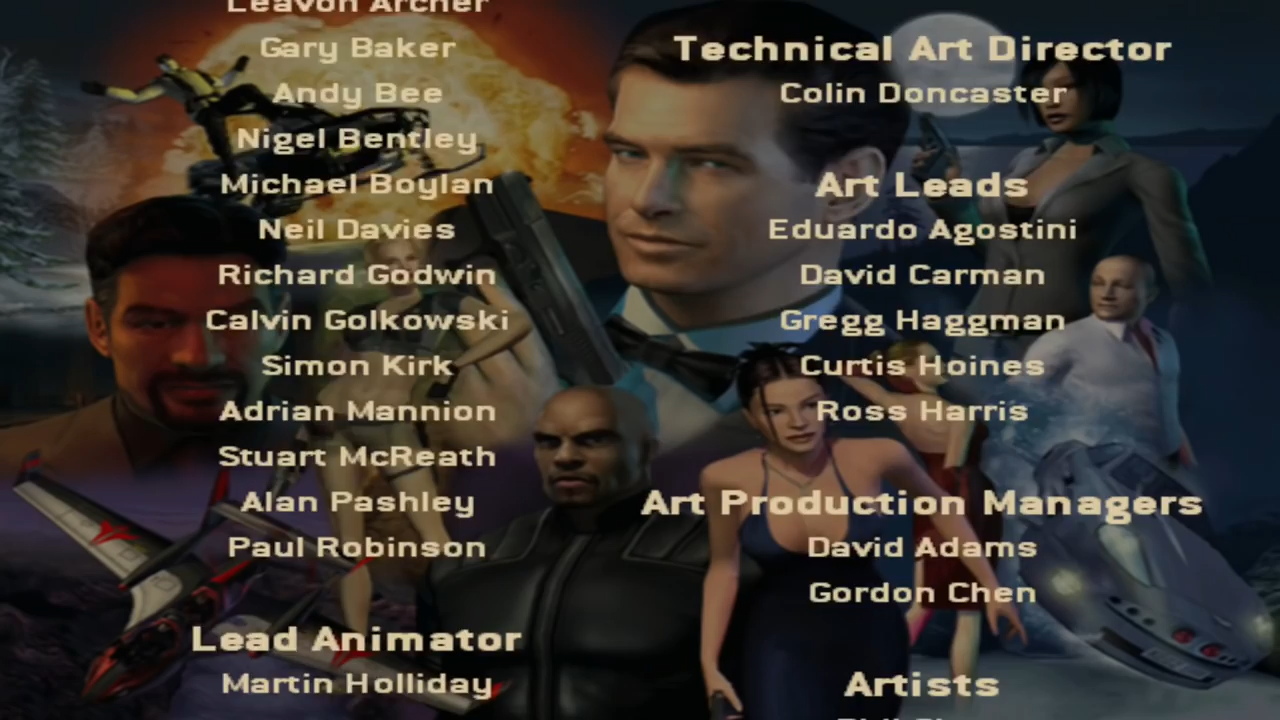 Leavon Archer
Gary Baker
Andy Bee
Nigel Bentley
Michael Boylan
Neil Davies
Richard Godwin
Calvin Golkowski
Simon Kirk
Adrian Mannion
Stuart McReath
Alan Pashley
Paul Robinson
Lead Animator
Martin Holliday
Technical Art Director
Colin Doncaster
Art Leads
Eduardo Agostini
David Carman
Gregg Haggman
Curtis Hoines
Ross Harris
Art Production Managers
David Adams
Gordon Chen
Artists